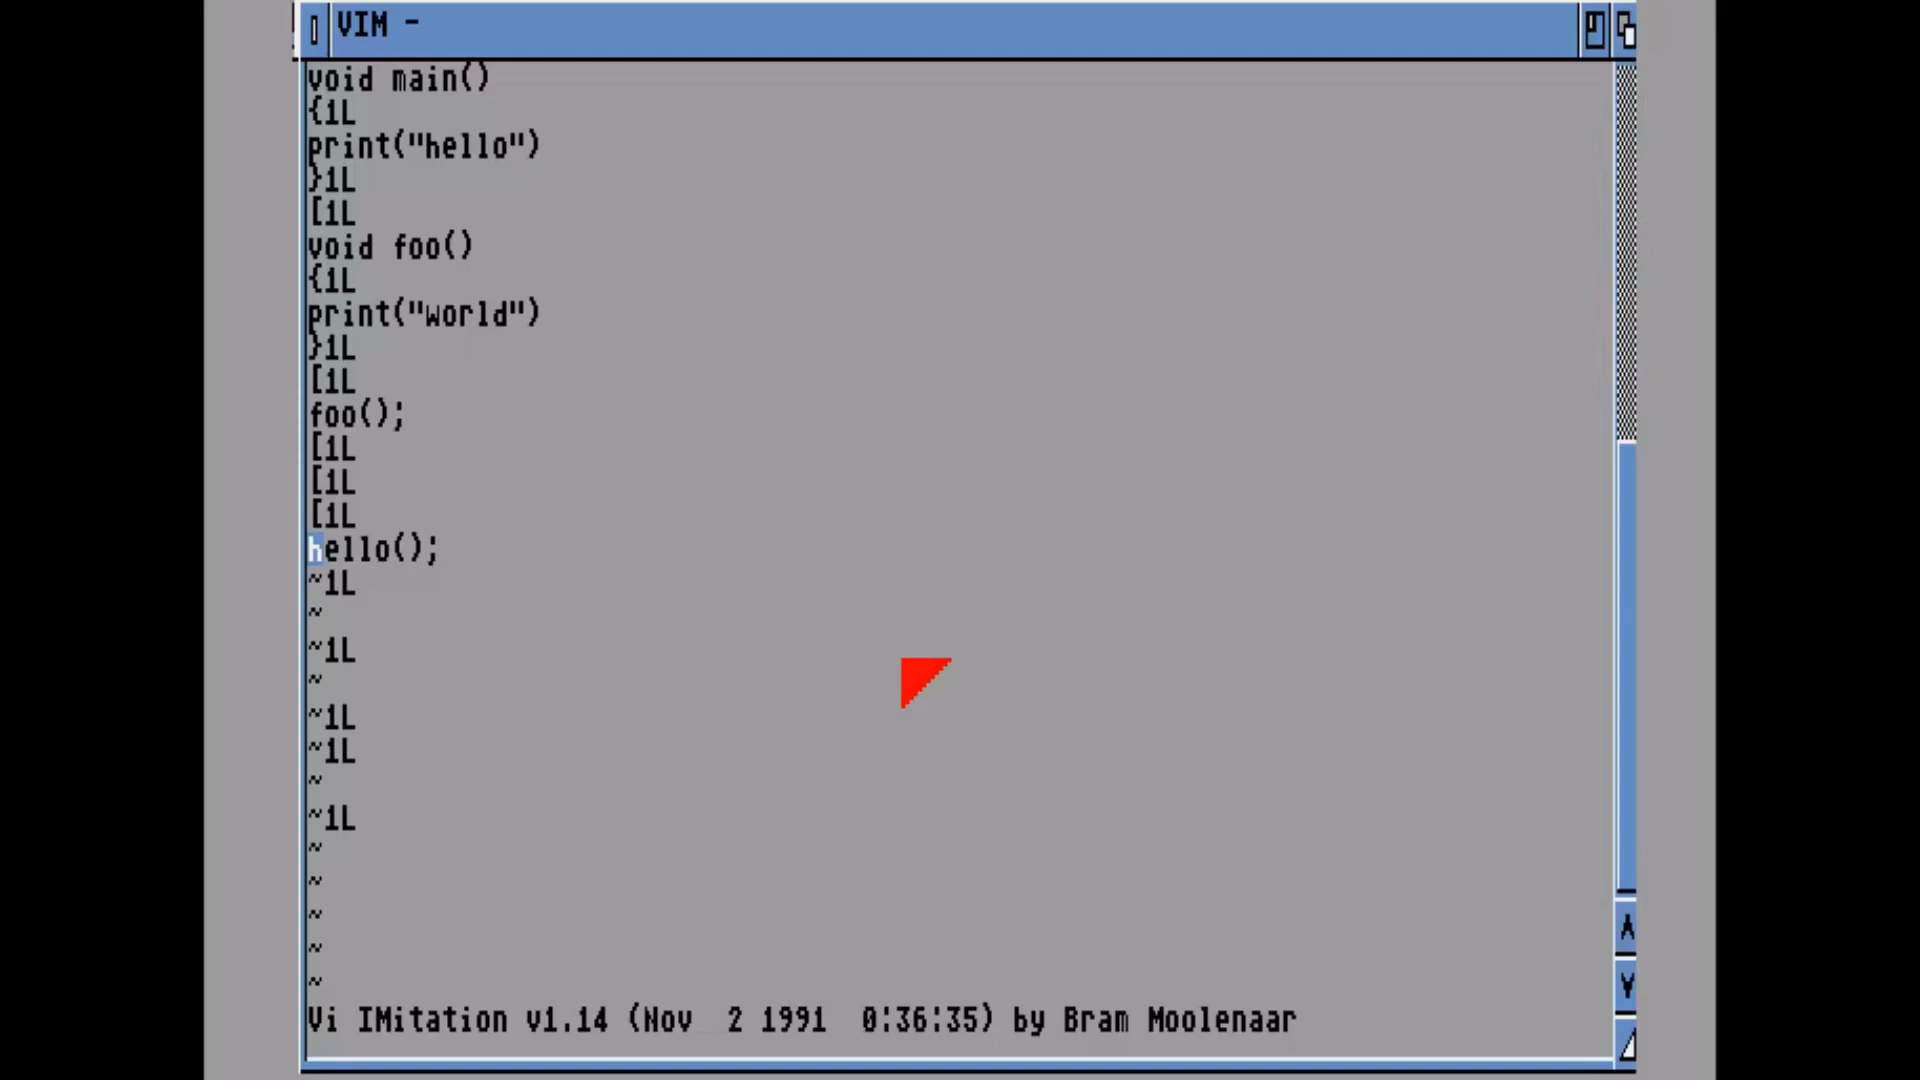 VIM -
void main()
{1L
print("hello")
}1L
[1L
void foo()
{1L
print("world")
}1L
[1L
foo();
[1L
[1L
[1L
hello();
~1L
~
~1L
~
~1L
~1L
~
~1L
~
~
~
~
~
Vi IMitation v1.14 (Nov  2 1991  0:36:35) by Bram Moolenaar